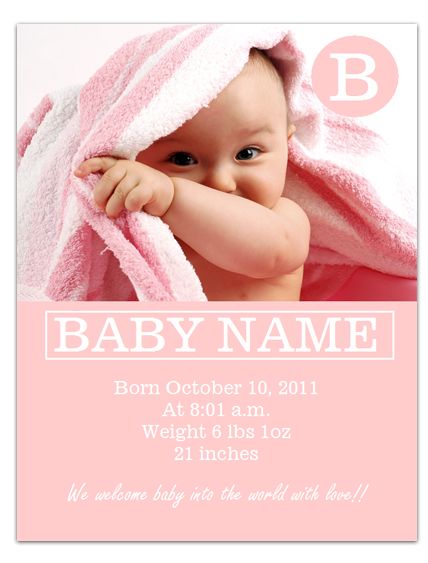 B
BABY NAME
Born October 10, 2011
At 8:01 a.m.
Weight 6 lbs 1oz
21 inches
We welcome baby into the world with love!!